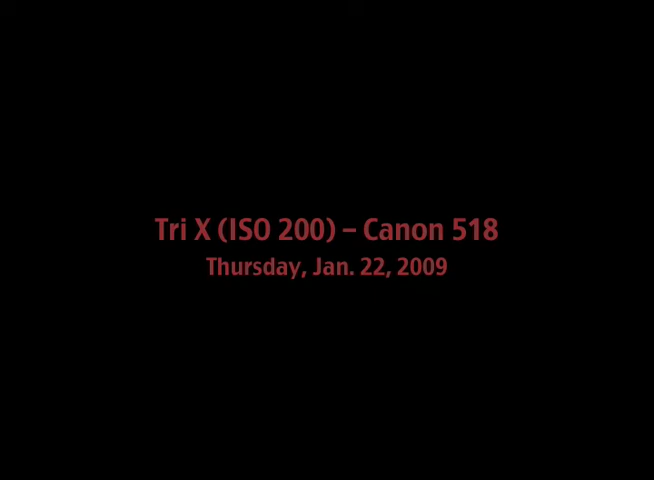 Tri X (ISO 200) – Canon 518
Thursday, Jan. 22, 2009